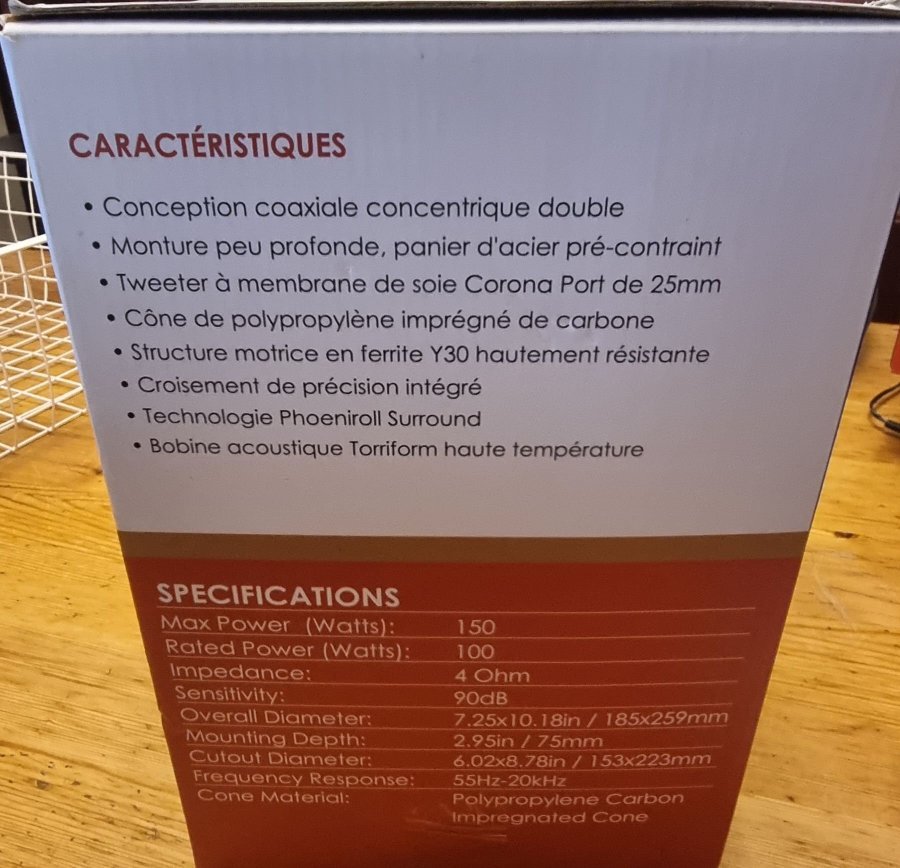 CARACTÉRISTIQUES
• Conception coaxiale concentrique double
• Monture peu profonde, panier d'acier pré-contraint
• Tweeter à membrane de soie Corona Port de 25mm
• Cône de polypropylène imprégné de carbone
• Structure motrice en ferrite Y30 hautement résistante
• Croisement de précision intégré
• Technologie Phoeniroll Surround
• Bobine acoustique Torriform haute température
SPECIFICATIONS
Max Power (Watts): 150
Rated Power (Watts): 100
Impedance: 4 Ohm
Sensitivity: 90dB
Overall Diameter: 7.25x10.18in / 185x259mm
Mounting Depth: 2.95in / 75mm
Cutout Diameter: 6.02x8.78in / 153x223mm
Frequency Response: 55Hz-20kHz
Cone Material: Polypropylene Carbon
Impregnated Cone